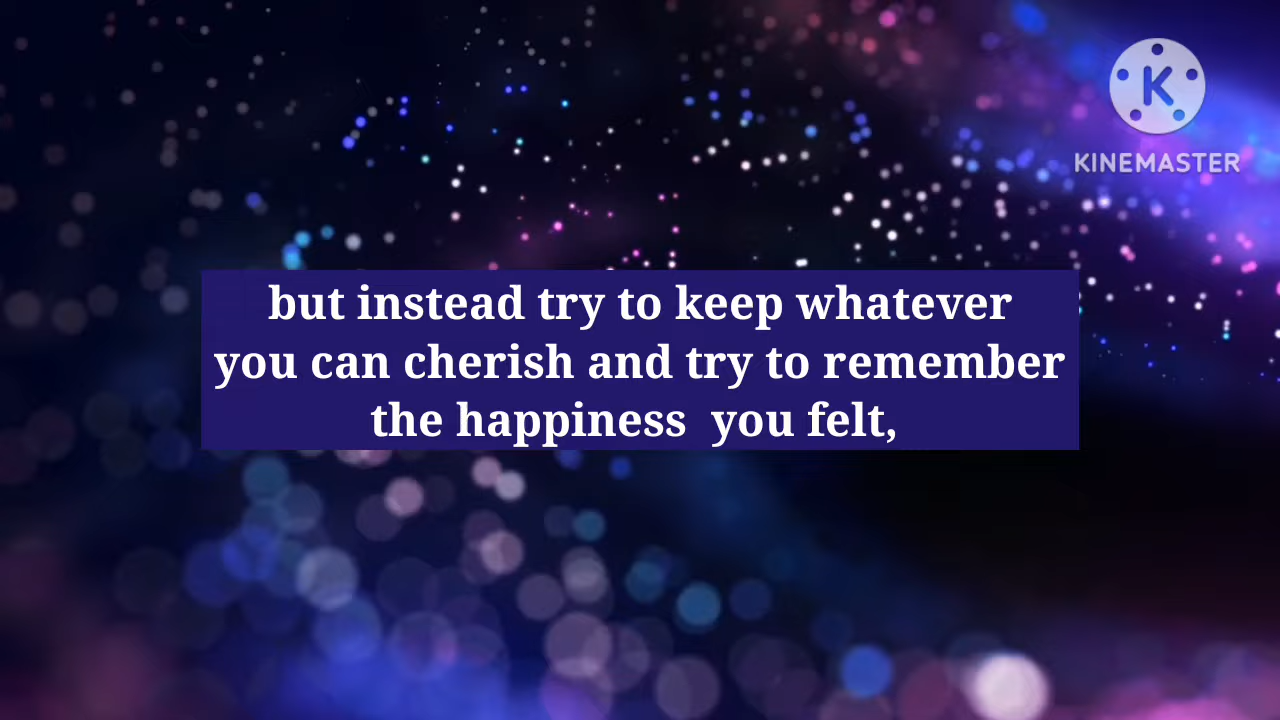 K
KINEMASTER
but instead try to keep whatever
you can cherish and try to remember
the happiness  you felt,